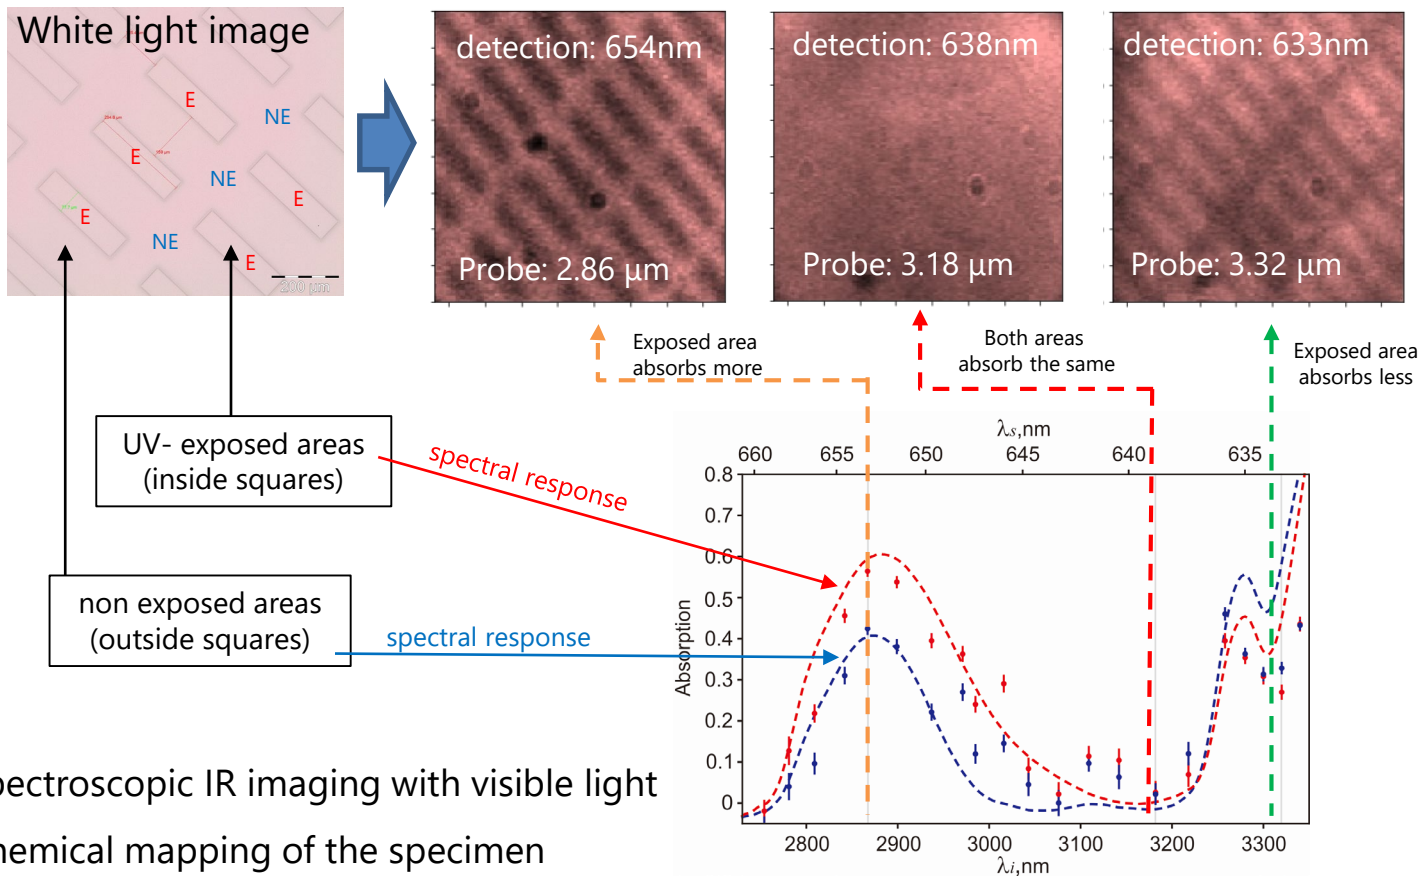 White light image
detection: 654nm
detection: 638nm
detection: 633nm
E
NE
E
NE
E
E
NE
E
200 µm
Probe: 2.86 µm
Probe: 3.18 µm
Probe: 3.32 µm
Exposed area
absorbs more
Both areas
absorb the same
Exposed area
absorbs less
UV- exposed areas
(inside squares)
spectral response
non exposed areas
(outside squares)
spectral response
λs,nm
660 655 650 645 640 635
Absorption
0.8
0.7
0.6
0.5
0.4
0.3
0.2
0.1
0
2800 2900 3000 3100 3200 3300
λi,nm
pectroscopic IR imaging with visible light
hemical mapping of the specimen